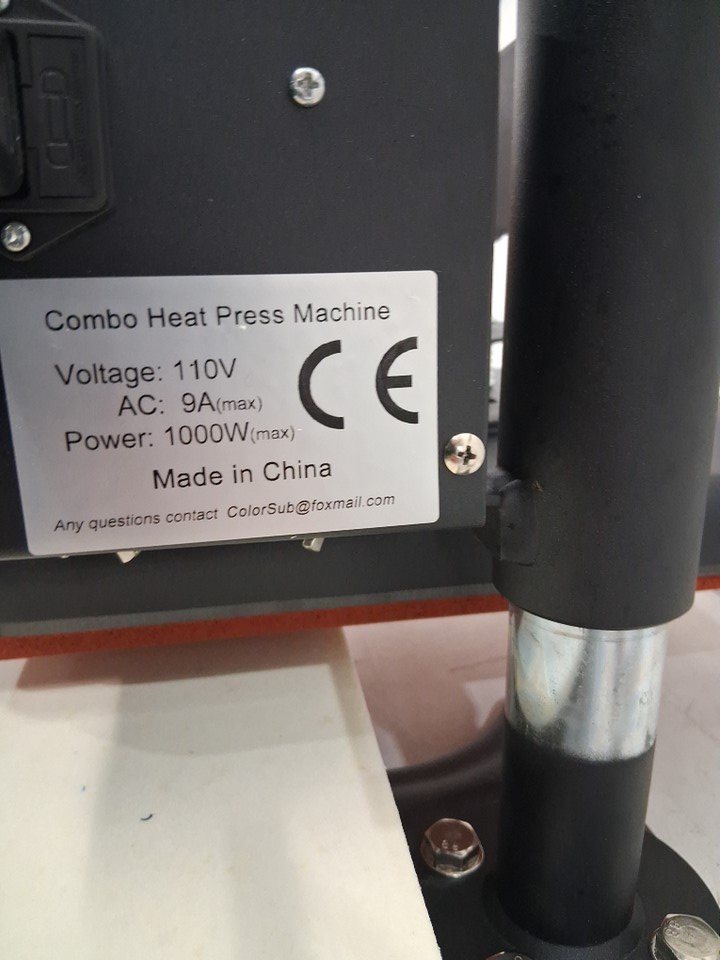 Combo Heat Press Machine
Voltage: 110V
AC: 9A(max)
Power: 1000W(max)
CE
Made in China
Any questions contact ColorSub@foxmail.com